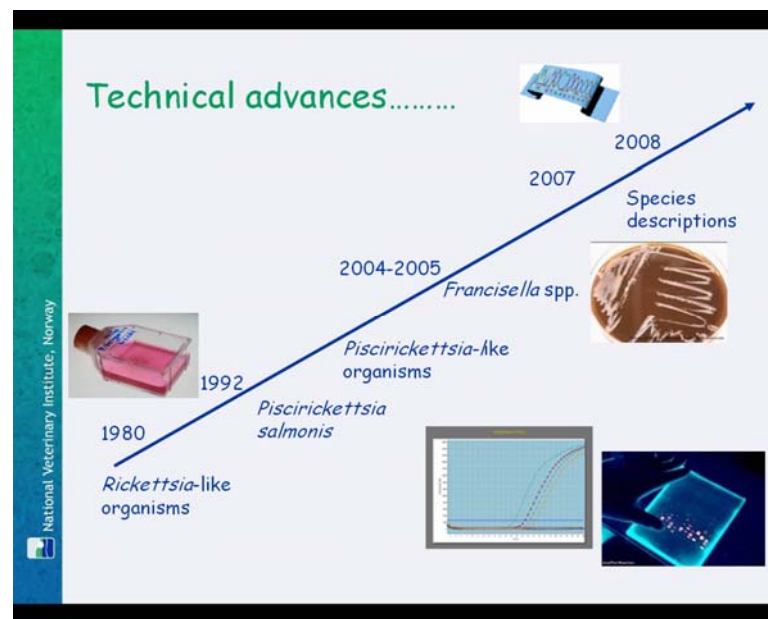 Technical advances………
2008
2007
Species
descriptions
2004-2005
Francisella spp.
Piscirickettsia-like
organisms
1992
Piscirickettsia
salmonis
1980
Rickettsia-like
organisms
National Veterinary Institute, Norway